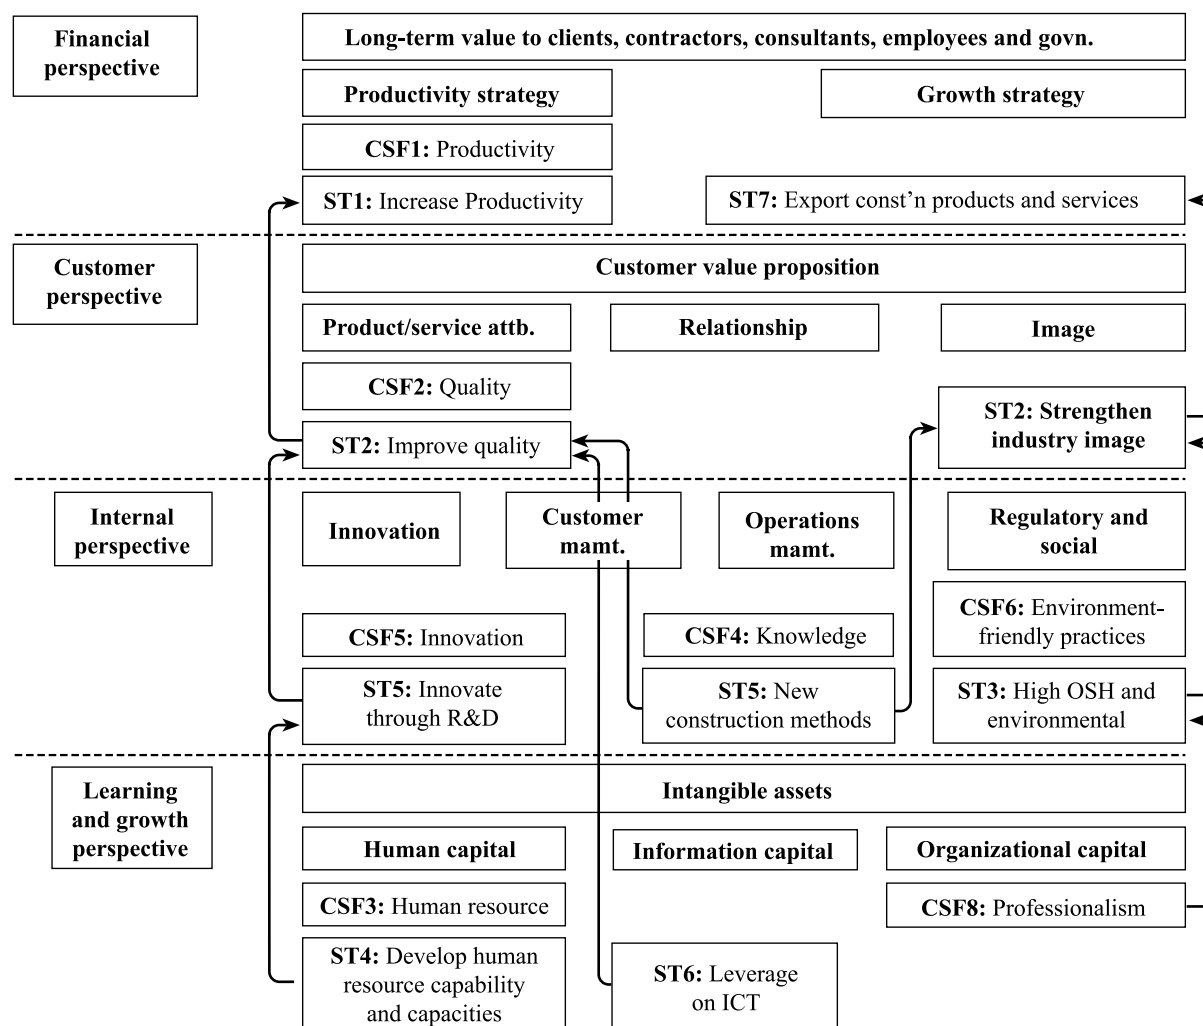 Financial
perspective
Long-term value to clients, contractors, consultants, employees and govn.
Productivity strategy
Growth strategy
CSF1: Productivity
ST1: Increase Productivity
ST7: Export const’n products and services
Customer
perspective
Customer value proposition
Product/service attb.
Relationship
Image
CSF2: Quality
ST2: Improve quality
ST2: Strengthen
industry image
Internal
perspective
Innovation
Customer
mamt.
Operations
mamt.
Regulatory and
social
CSF5: Innovation
CSF4: Knowledge
CSF6: Environment-
friendly practices
ST5: Innovate
through R&D
ST5: New
construction methods
ST3: High OSH and
environmental
Learning
and growth
perspective
Intangible assets
Human capital
Information capital
Organizational capital
CSF3: Human resource
CSF8: Professionalism
ST4: Develop human
resource capability
and capacities
ST6: Leverage
on ICT